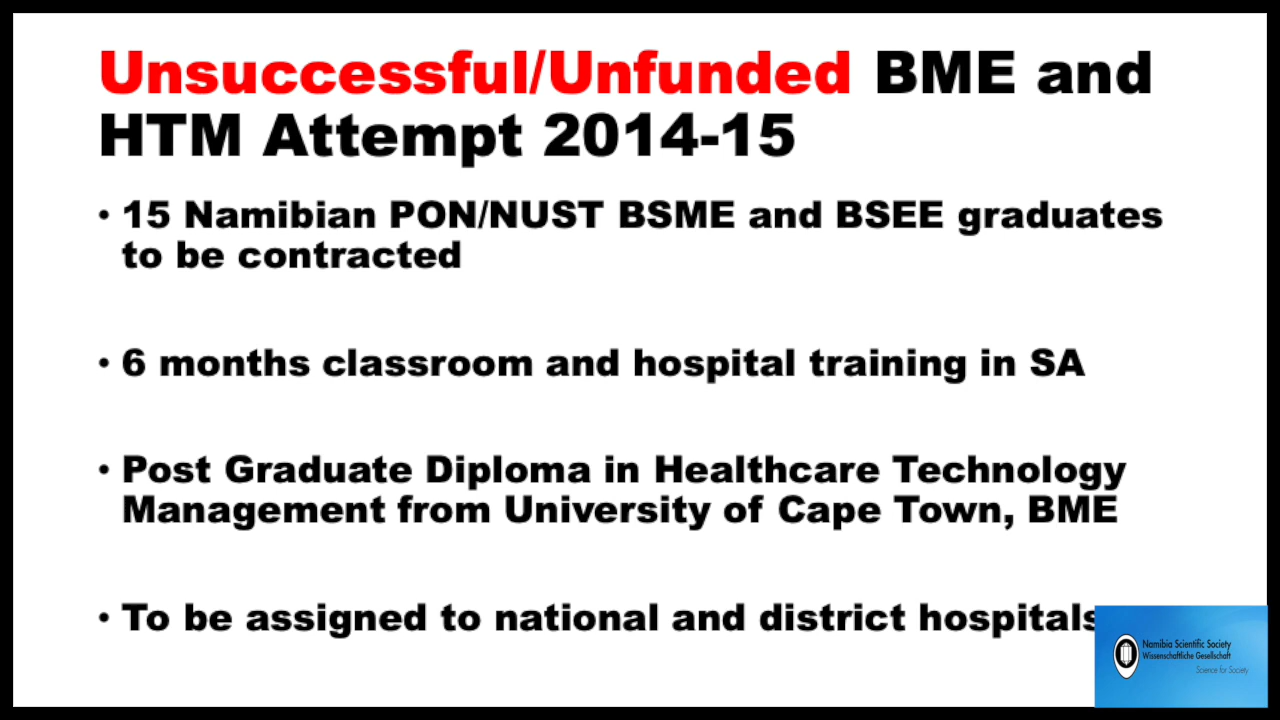 Unsuccessful/Unfunded BME and
HTM Attempt 2014-15
• 15 Namibian PON/NUST BSME and BSEE graduates
to be contracted
• 6 months classroom and hospital training in SA
• Post Graduate Diploma in Healthcare Technology
Management from University of Cape Town, BME
• To be assigned to national and district hospitals
Namibia Scientific Society
Wissenschaftliche Gesellschaft
Science for Society